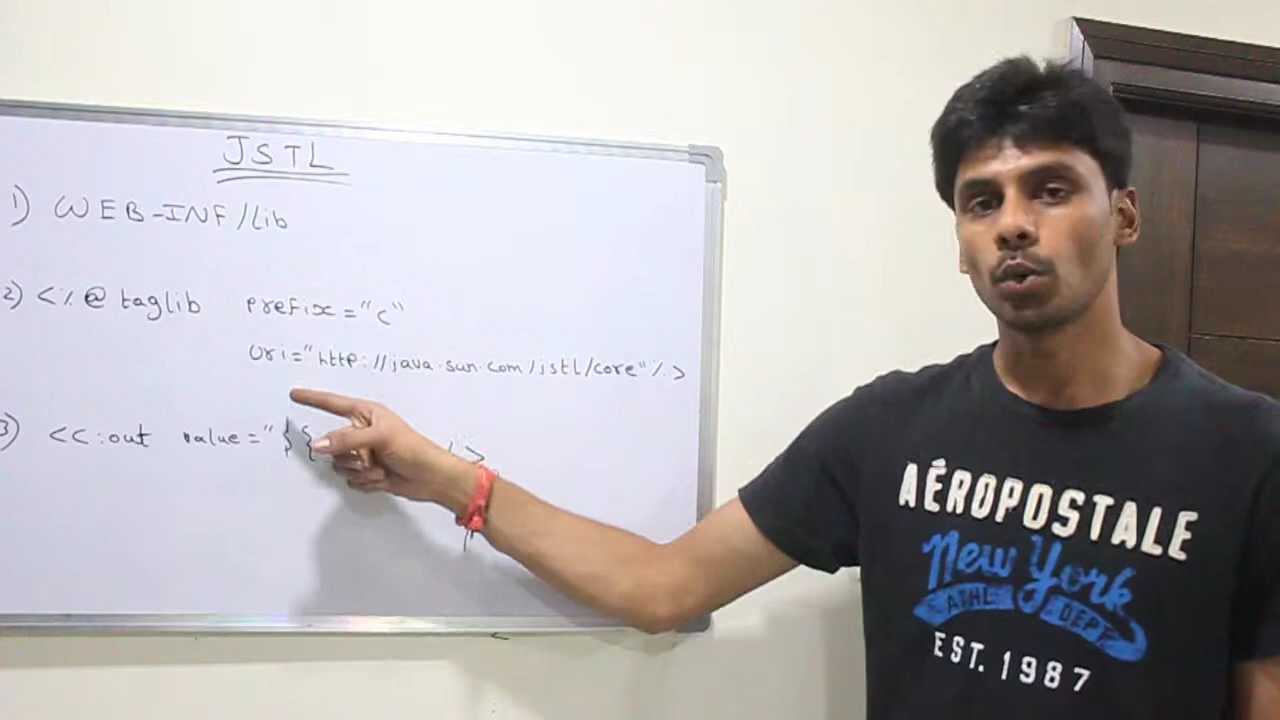 JSTL
1) WEB-INF/lib
2) <%@ taglib prefix="c"
uri="http://java.sun.com/jstl/core"%>
3) <c:out value="${ />
AÉROPOSTALE
New York
ATHL DEPT
EST. 1987